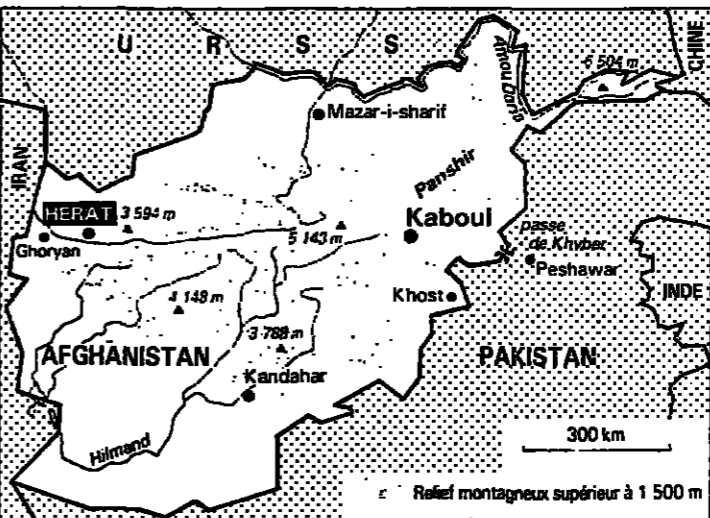 URSS
CHINE
6 504 m
Amou Daria
Mazar-i-sharif
IRAN
Panshir
HERAT
3 594 m
Kaboul
passe
de Khyber
Ghoryan
5 143 m
Peshawar
Khost
INDE
4 148 m
3 788 m
AFGHANISTAN
PAKISTAN
Kandahar
Hilmand
300 km
Relief montagneux supérieur à 1 500 m